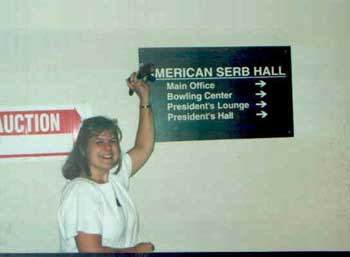 MERICAN SERB HALL
Main Office →
Bowling Center →
President's Lounge →
President's Hall →
AUCTION